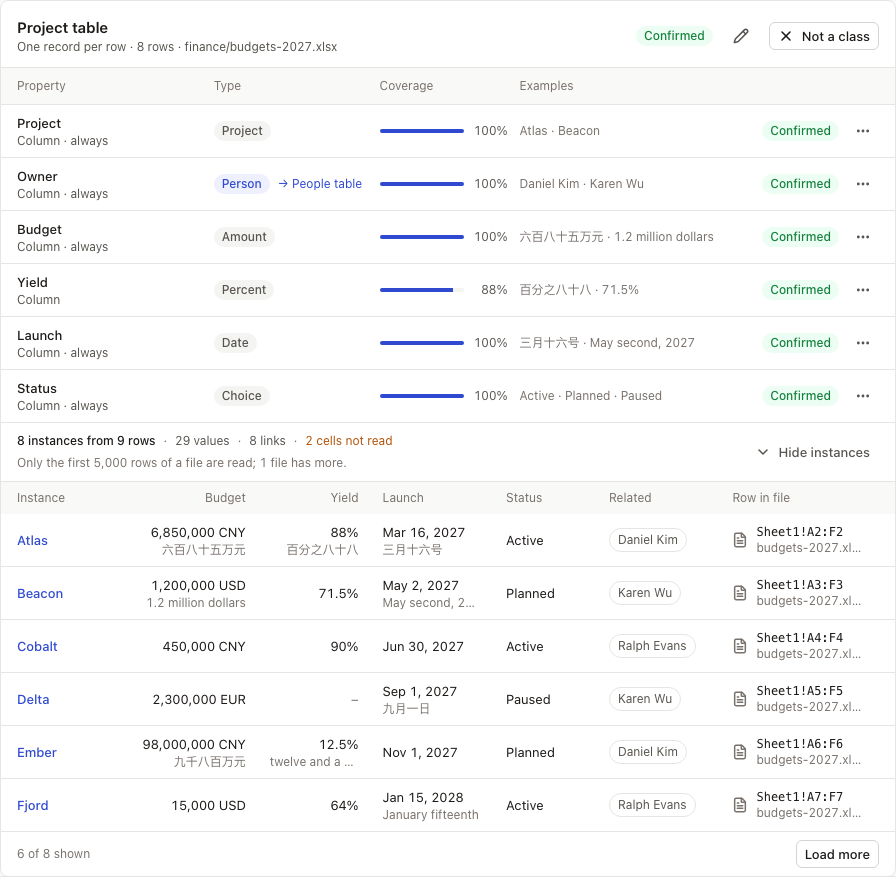 Project table
One record per row · 8 rows · finance/budgets-2027.xlsx
Confirmed
Not a class
Property Type Coverage Examples
Project
Column · always
Project
100%
Atlas · Beacon
Confirmed
Owner
Column · always
Person → People table
100%
Daniel Kim · Karen Wu
Confirmed
Budget
Column · always
Amount
100%
六百八十五万元 · 1.2 million dollars
Confirmed
Yield
Column
Percent
88%
百分之八十八 · 71.5%
Confirmed
Launch
Column · always
Date
100%
三月十六号 · May second, 2027
Confirmed
Status
Column · always
Choice
100%
Active · Planned · Paused
Confirmed
8 instances from 9 rows · 29 values · 8 links · 2 cells not read
Only the first 5,000 rows of a file are read; 1 file has more.
Hide instances
Instance Budget Yield Launch Status Related Row in file
Atlas
6,850,000 CNY
六百八十五万元
88%
百分之八十八
Mar 16, 2027
三月十六号
Active
Daniel Kim
Sheet1!A2:F2
budgets-2027.xl...
Beacon
1,200,000 USD
1.2 million dollars
71.5%
May 2, 2027
May second, 2...
Planned
Karen Wu
Sheet1!A3:F3
budgets-2027.xl...
Cobalt
450,000 CNY
90%
Jun 30, 2027
Active
Ralph Evans
Sheet1!A4:F4
budgets-2027.xl...
Delta
2,300,000 EUR
–
Sep 1, 2027
九月一日
Paused
Karen Wu
Sheet1!A5:F5
budgets-2027.xl...
Ember
98,000,000 CNY
九千八百万元
12.5%
twelve and a ...
Nov 1, 2027
Planned
Daniel Kim
Sheet1!A6:F6
budgets-2027.xl...
Fjord
15,000 USD
64%
Jan 15, 2028
January fifteenth
Active
Ralph Evans
Sheet1!A7:F7
budgets-2027.xl...
6 of 8 shown
Load more